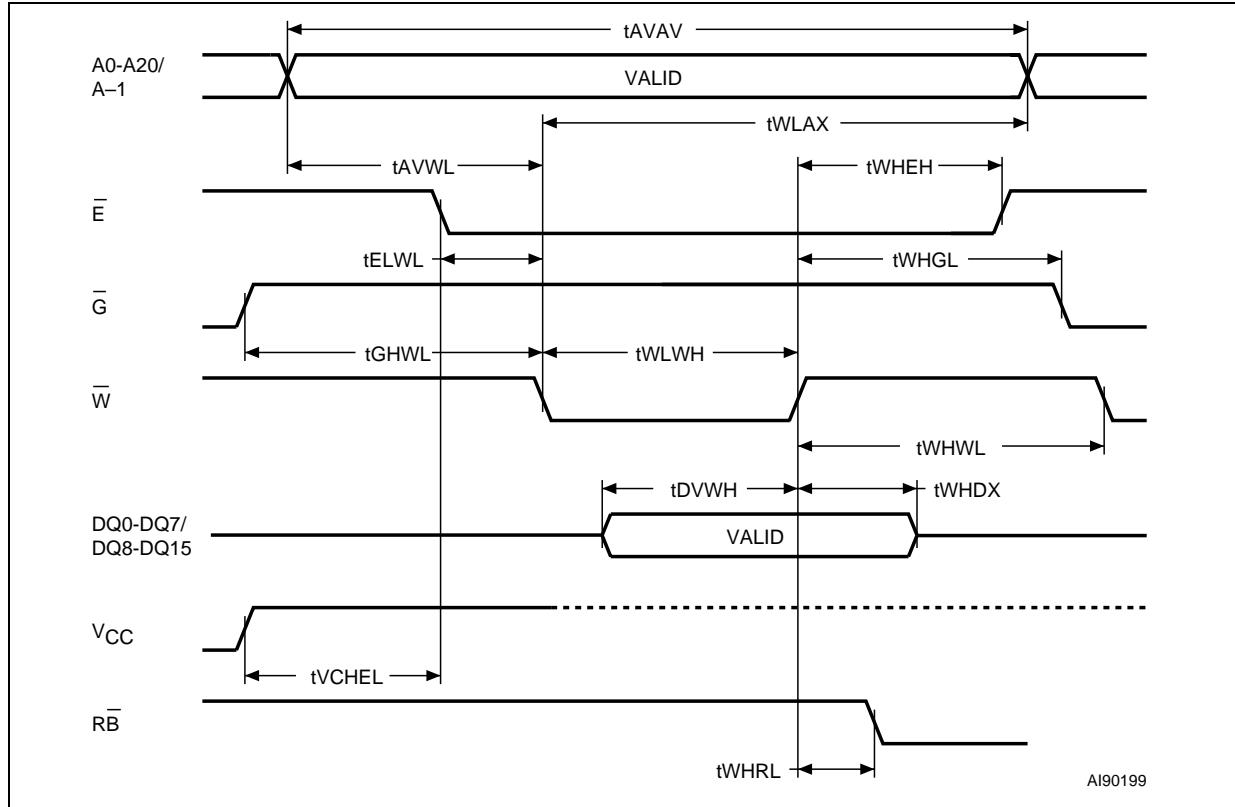 tAVAV
A0-A20/
A–1
VALID
tWLAX
tAVWL
tWHEH
E̅
tELWL
tWHGL
G̅
tGHWL
tWLWH
W̅
tWHWL
tDVWH
tWHDX
DQ0-DQ7/
DQ8-DQ15
VALID
VCC
tVCHEL
RB̅
tWHRL
AI90199